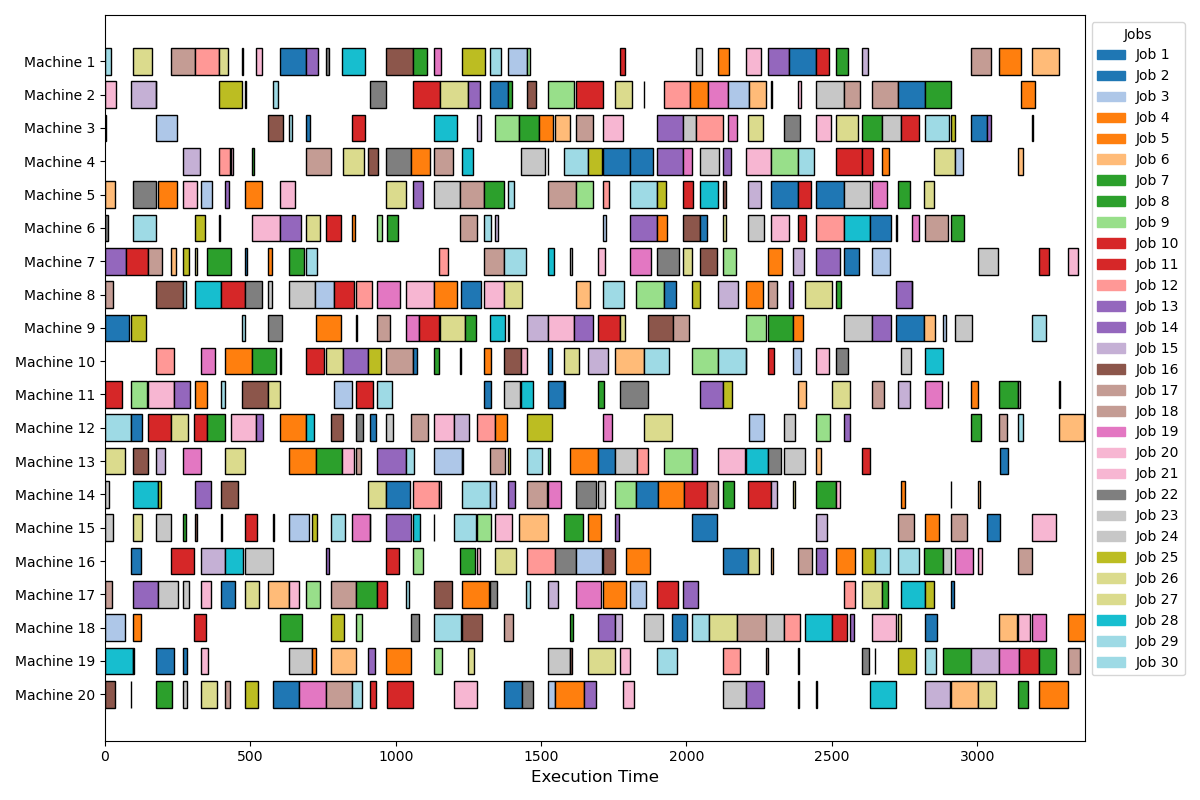 Machine 1
Machine 2
Machine 3
Machine 4
Machine 5
Machine 6
Machine 7
Machine 8
Machine 9
Machine 10
Machine 11
Machine 12
Machine 13
Machine 14
Machine 15
Machine 16
Machine 17
Machine 18
Machine 19
Machine 20
0 500 1000 1500 2000 2500 3000
Execution Time
Jobs
Job 1
Job 2
Job 3
Job 4
Job 5
Job 6
Job 7
Job 8
Job 9
Job 10
Job 11
Job 12
Job 13
Job 14
Job 15
Job 16
Job 17
Job 18
Job 19
Job 20
Job 21
Job 22
Job 23
Job 24
Job 25
Job 26
Job 27
Job 28
Job 29
Job 30